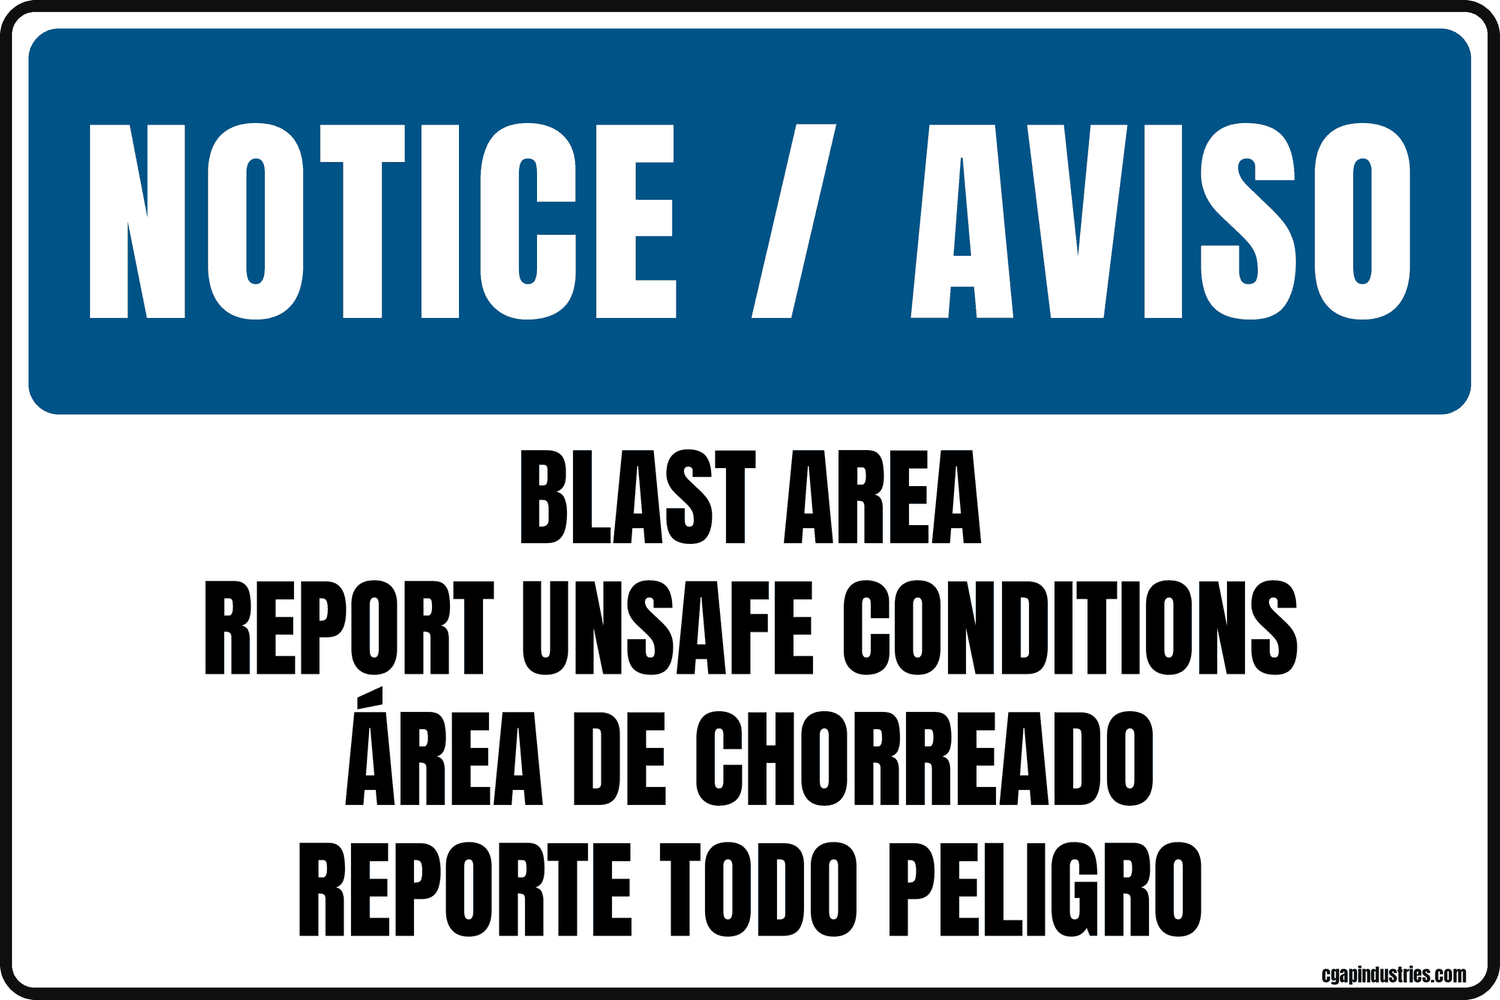 NOTICE / AVISO
BLAST AREA
REPORT UNSAFE CONDITIONS
ÁREA DE CHORREADO
REPORTE TODO PELIGRO
cgapindustries.com